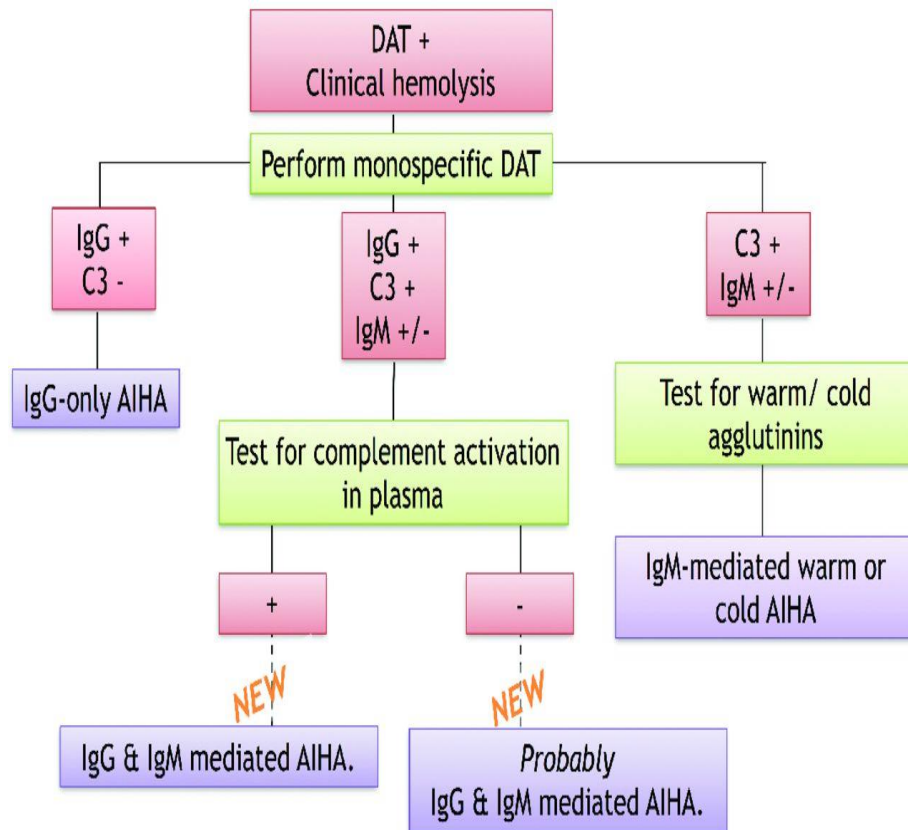 DAT +
Clinical hemolysis
Perform monospecific DAT
IgG +
C3 -
IgG +
C3 +
IgM +/-
C3 +
IgM +/-
IgG-only AIHA
Test for complement activation
in plasma
Test for warm/ cold
agglutinins
+
-
IgM-mediated warm or
cold AIHA
NEW
NEW
IgG & IgM mediated AIHA.
Probably
IgG & IgM mediated AIHA.